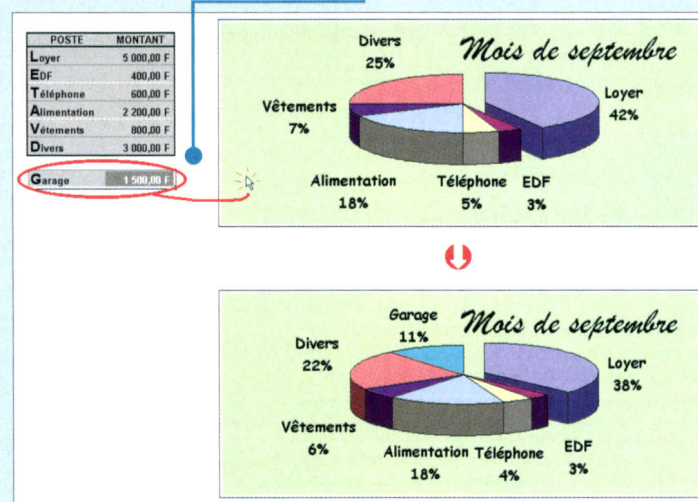 POSTE MONTANT
Loyer 5 000,00 F
EDF 400,00 F
Téléphone 600,00 F
Alimentation 2 200,00 F
Vétements 800,00 F
Divers 3 000,00 F
Garage 1 500,00 F
Mois de septembre
Divers
25%
Loyer
42%
Vêtements
7%
Alimentation
18%
Téléphone
5%
EDF
3%
Mois de septembre
Garage
11%
Divers
22%
Loyer
38%
Vêtements
6%
Alimentation
18%
Téléphone
4%
EDF
3%